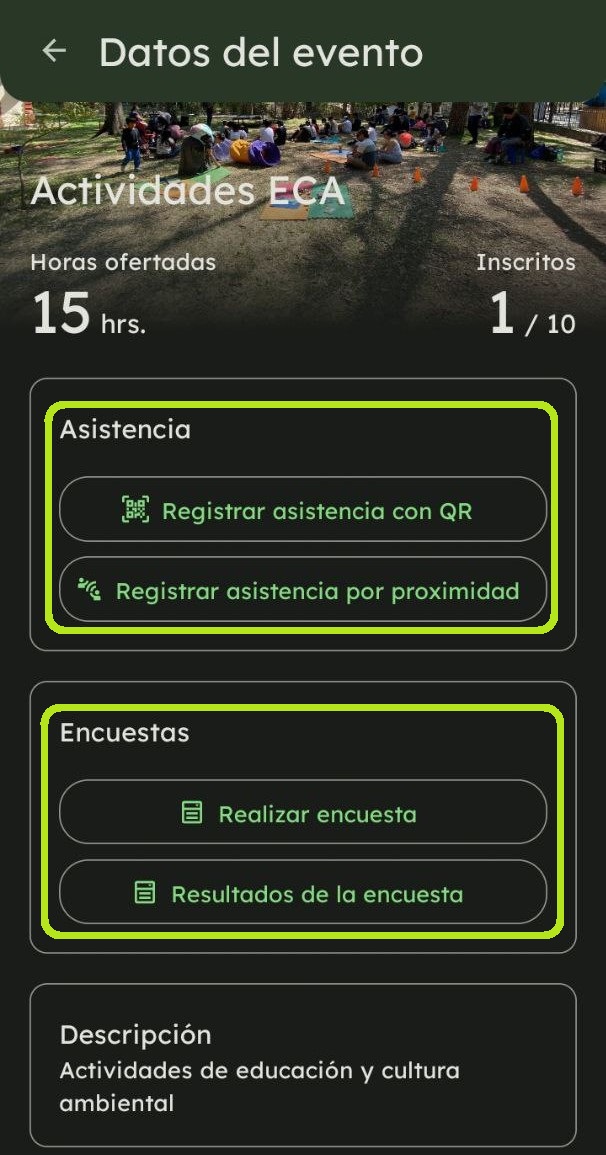 Datos del evento
Actividades ECA
Horas ofertadas
15 hrs.
Inscritos
1 / 10
Asistencia
Registrar asistencia con QR
Registrar asistencia por proximidad
Encuestas
Realizar encuesta
Resultados de la encuesta
Descripción
Actividades de educación y cultura
ambiental